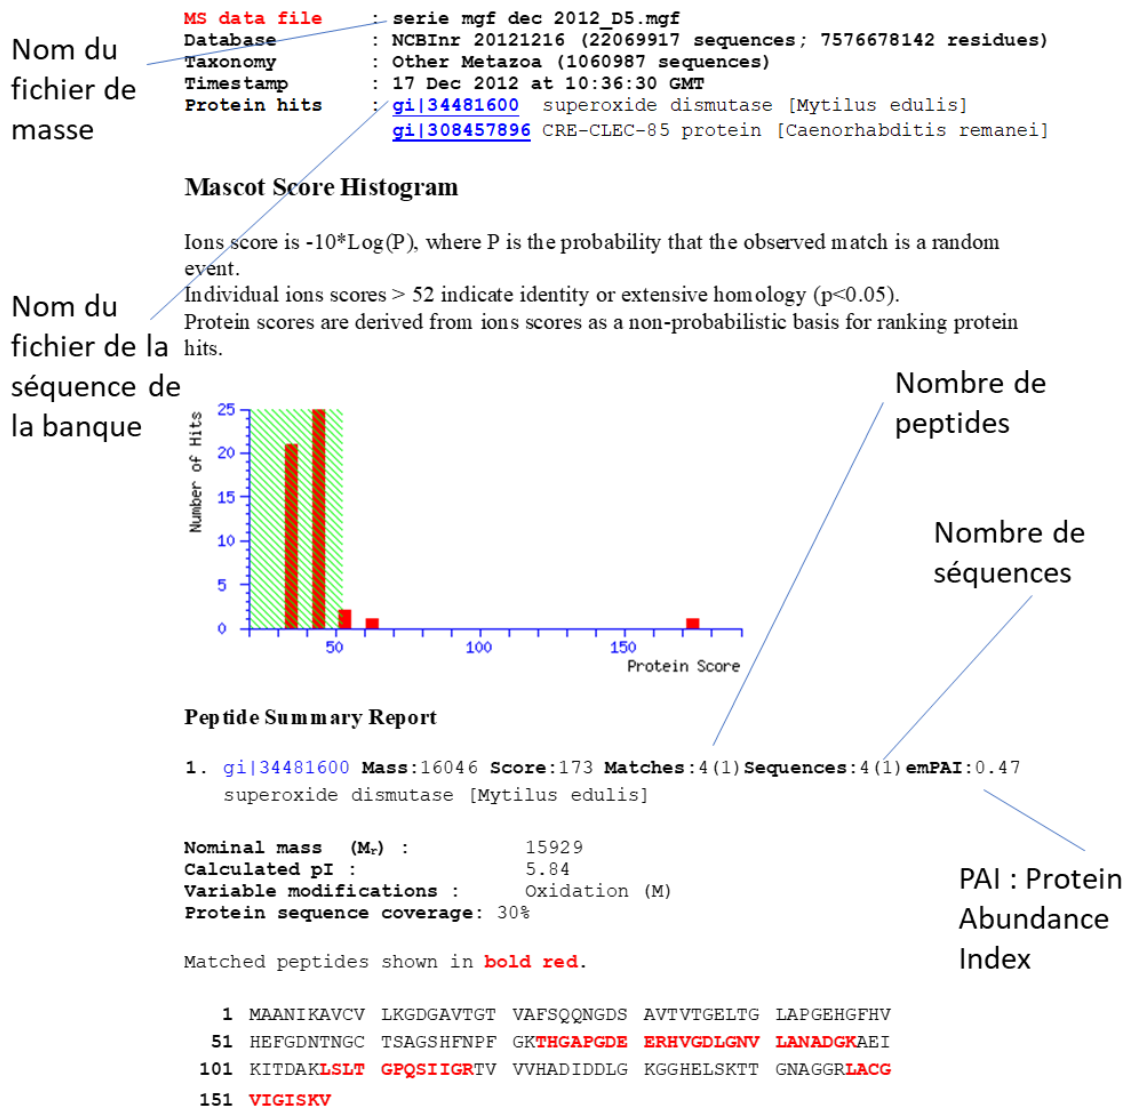 MS data file : serie mgf dec 2012_D5.mgf
Database : NCBInr 20121216 (22069917 sequences; 7576678142 residues)
Taxonomy : Other Metazoa (1060987 sequences)
Timestamp : 17 Dec 2012 at 10:36:30 GMT
Protein hits : gi|34481600 superoxide dismutase [Mytilus edulis]
gi|308457896 CRE-CLEC-85 protein [Caenorhabditis remanei]
Nom du
fichier de
masse
Mascot Score Histogram
Ions score is -10*Log(P), where P is the probability that the observed match is a random
event.
Individual ions scores > 52 indicate identity or extensive homology (p<0.05).
Protein scores are derived from ions scores as a non-probabilistic basis for ranking protein
hits.
Nom du
fichier de la
séquence de
la banque
Nombre de
peptides
Nombre de
séquences
Number of Hits
25
20
15
10
5
0
50 100 150
Protein Score
Peptide Summary Report
1. gi|34481600 Mass:16046 Score:173 Matches:4(1) Sequences:4(1) emPAI:0.47
superoxide dismutase [Mytilus edulis]
Nominal mass (Mr) : 15929
Calculated pI : 5.84
Variable modifications : Oxidation (M)
Protein sequence coverage: 30%
PAI : Protein
Abundance
Index
Matched peptides shown in bold red.
1 MAANIKAVCV LKGDGAVTGT VAFSQQNGDS AVTVTGELTG LAPGEHGFHV
51 HEFGDNTNGC TSAGSHFNPF GKTHGAPGDE ERHVGDLGNV LANADGKAEI
101 KITDAKLSLT GPQSIIGRTV VVHADIDDLG KGGHELSKTT GNAGGRLACG
151 VIGISKV